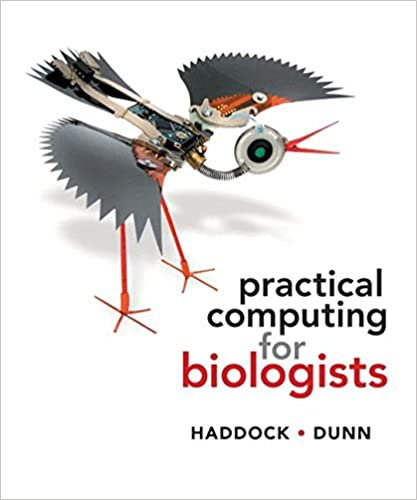 practical
computing
for
biologists
HADDOCK • DUNN